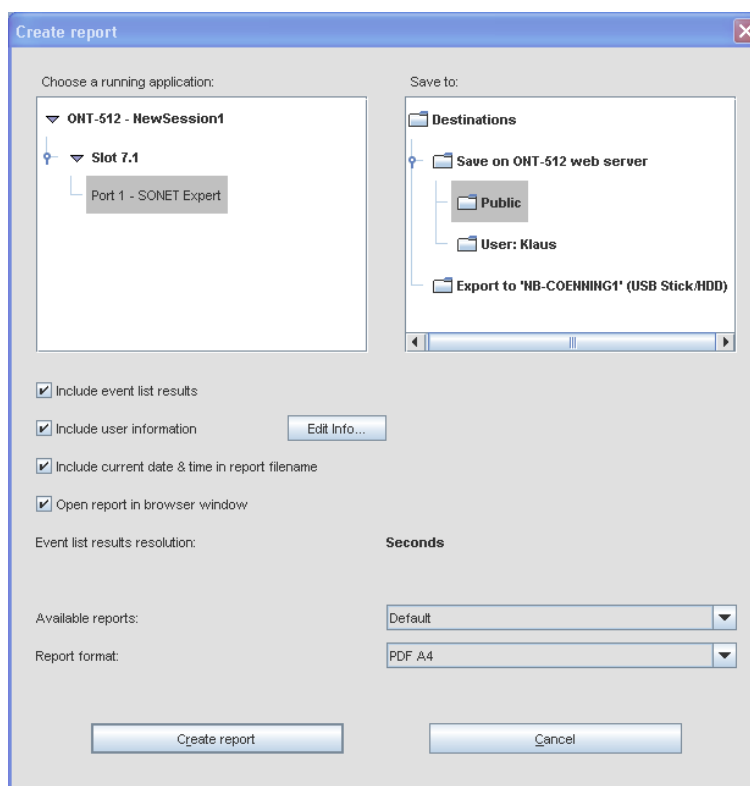 Create report
Choose a running application:
ONT-512 - NewSession1
Slot 7.1
Port 1 - SONET Expert
Save to:
Destinations
Save on ONT-512 web server
Public
User: Klaus
Export to 'NB-COENNING1' (USB Stick/HDD)
Include event list results
Include user information
Edit Info...
Include current date & time in report filename
Open report in browser window
Event list results resolution:
Seconds
Available reports:
Default
Report format:
PDF A4
Create report
Cancel